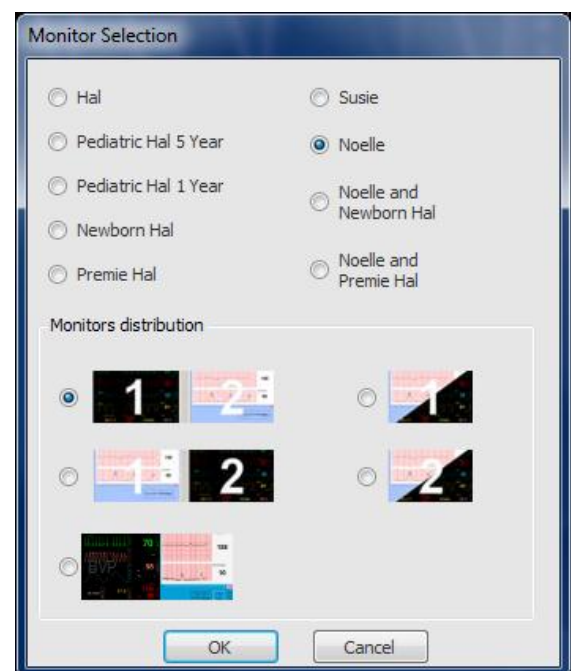 Monitor Selection
Hal
Susie
Pediatric Hal 5 Year
Noelle
Pediatric Hal 1 Year
Noelle and
Newborn Hal
Newborn Hal
Premie Hal
Noelle and
Premie Hal
Monitors distribution
1
2
1
1
2
2
70
BVP
OK
Cancel